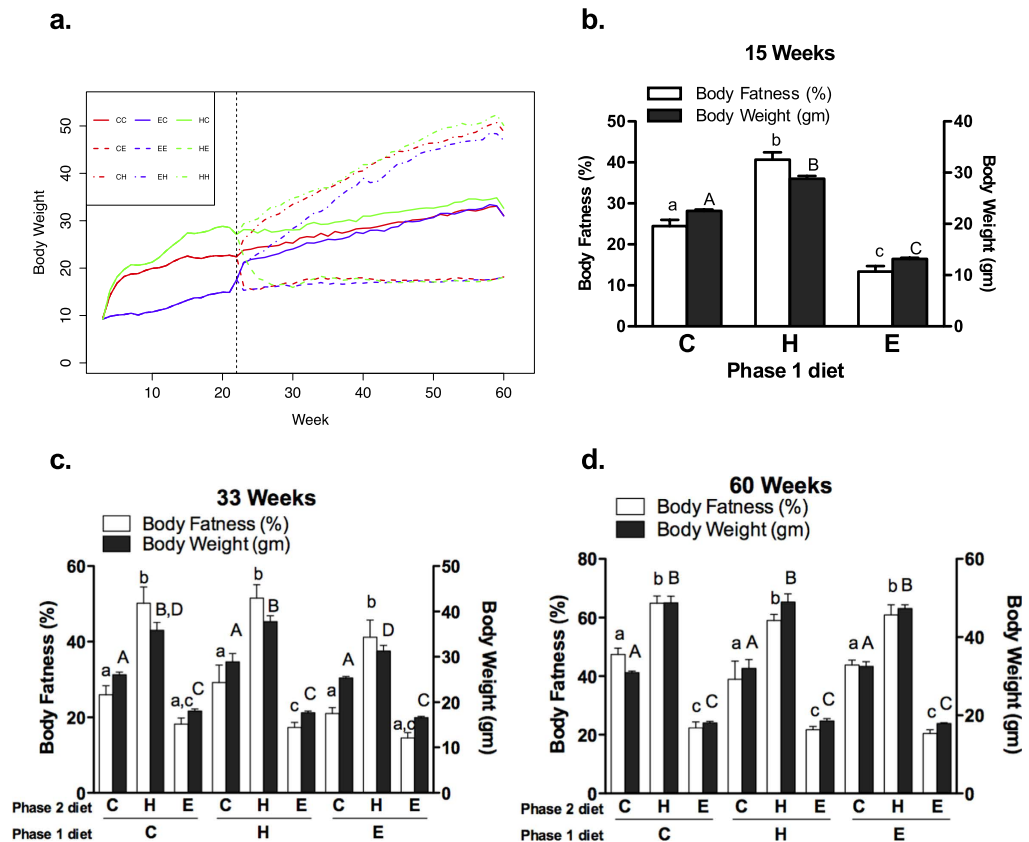 a.
CC EC HC
CE EE HE
CH EH HH
Body Weight
50
40
30
20
10
0
10 20 30 40 50 60
Week
b.
15 Weeks
Body Fatness (%)
Body Weight (gm)
Body Fatness (%)
50
40
30
20
10
0
a A b B c C
40
30
20
10
0
Body Weight (gm)
C H E
Phase 1 diet
c.
33 Weeks
Body Fatness (%)
Body Weight (gm)
Body Fatness (%)
60
40
20
0
a A b B,D a,c C a A b B c C a A b D a,c C
50
40
30
20
10
0
Body Weight (gm)
Phase 2 diet C H E C H E C H E
Phase 1 diet C H E
d.
60 Weeks
Body Fatness (%)
Body Weight (gm)
Body Fatness (%)
80
60
40
20
0
a A b B c C a A b B c C a A b B c C
60
40
20
0
Body Weight (gm)
Phase 2 diet C H E C H E C H E
Phase 1 diet C H E